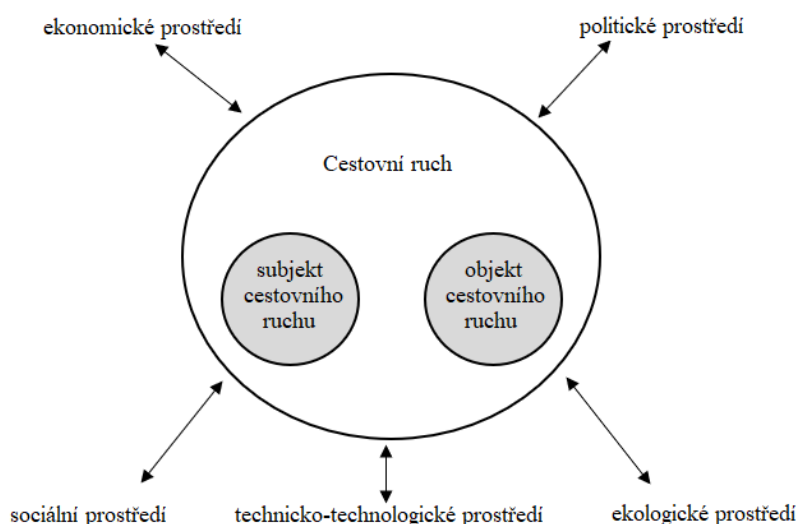 ekonomické prostředí
politické prostředí
Cestovní ruch
subjekt
cestovního
ruchu
objekt
cestovního
ruchu
sociální prostředí
technicko-technologické prostředí
ekologické prostředí